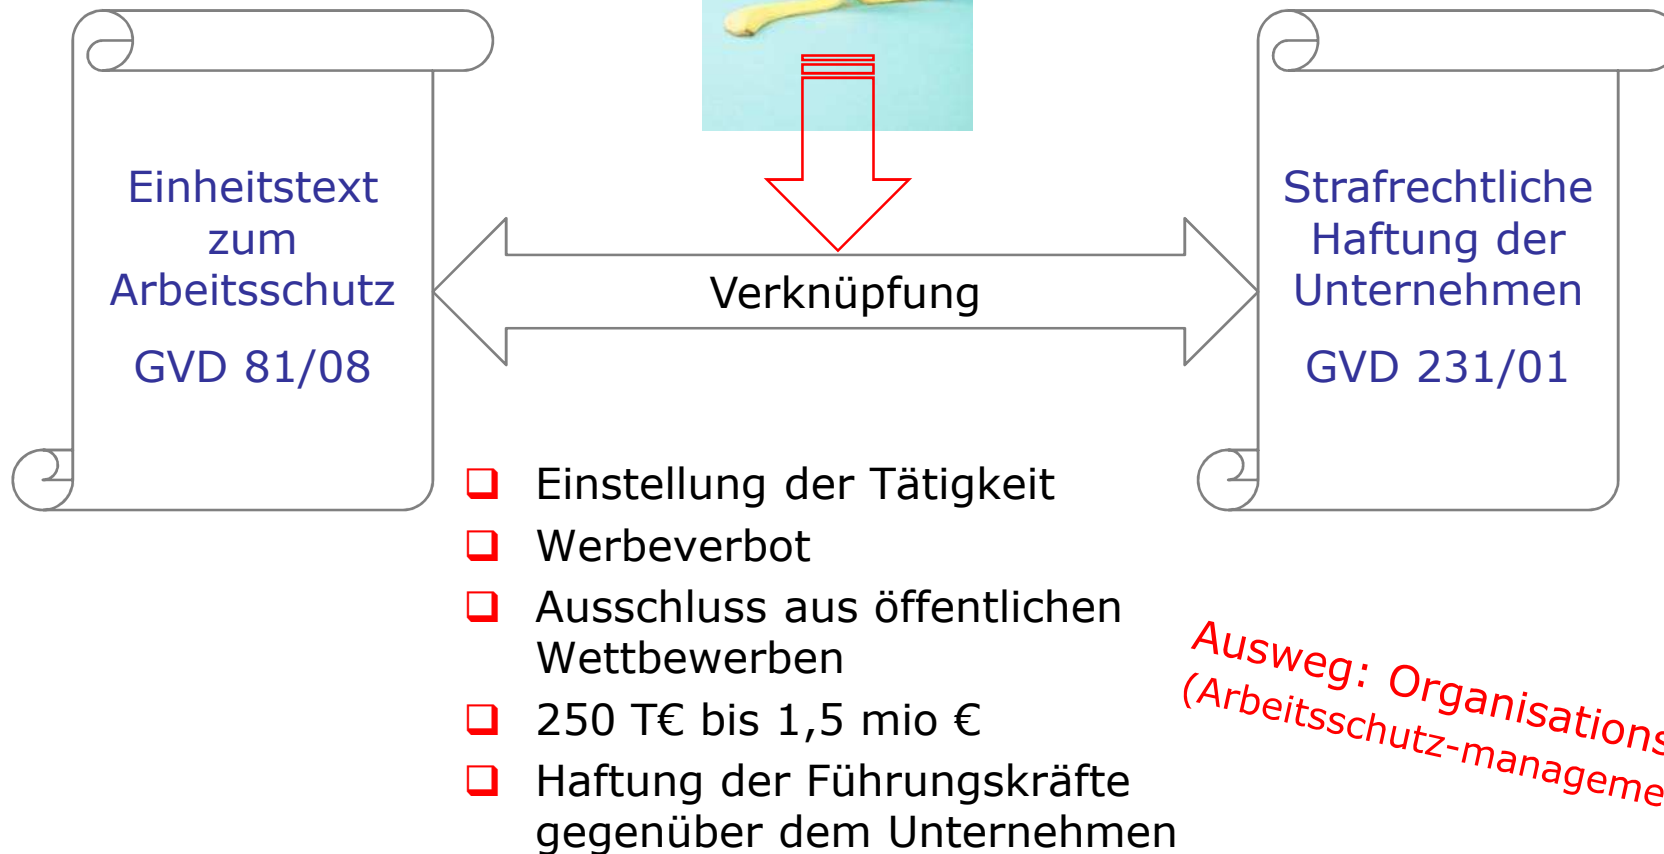 Einheitstext
zum
Arbeitsschutz
GVD 81/08
Verknüpfung
Strafrechtliche
Haftung der
Unternehmen
GVD 231/01
❑ Einstellung der Tätigkeit
❑ Werbeverbot
❑ Ausschluss aus öffentlichen
Wettbewerben
❑ 250 T€ bis 1,5 mio €
❑ Haftung der Führungskräfte
gegenüber dem Unternehmen
Ausweg: Organisations
(Arbeitsschutz-manageme